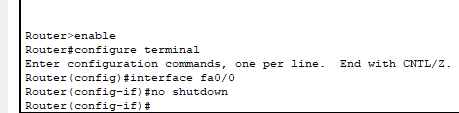 Router>enable
Router#configure terminal
Enter configuration commands, one per line.  End with CNTL/Z.
Router(config)#interface fa0/0
Router(config-if)#no shutdown
Router(config-if)#